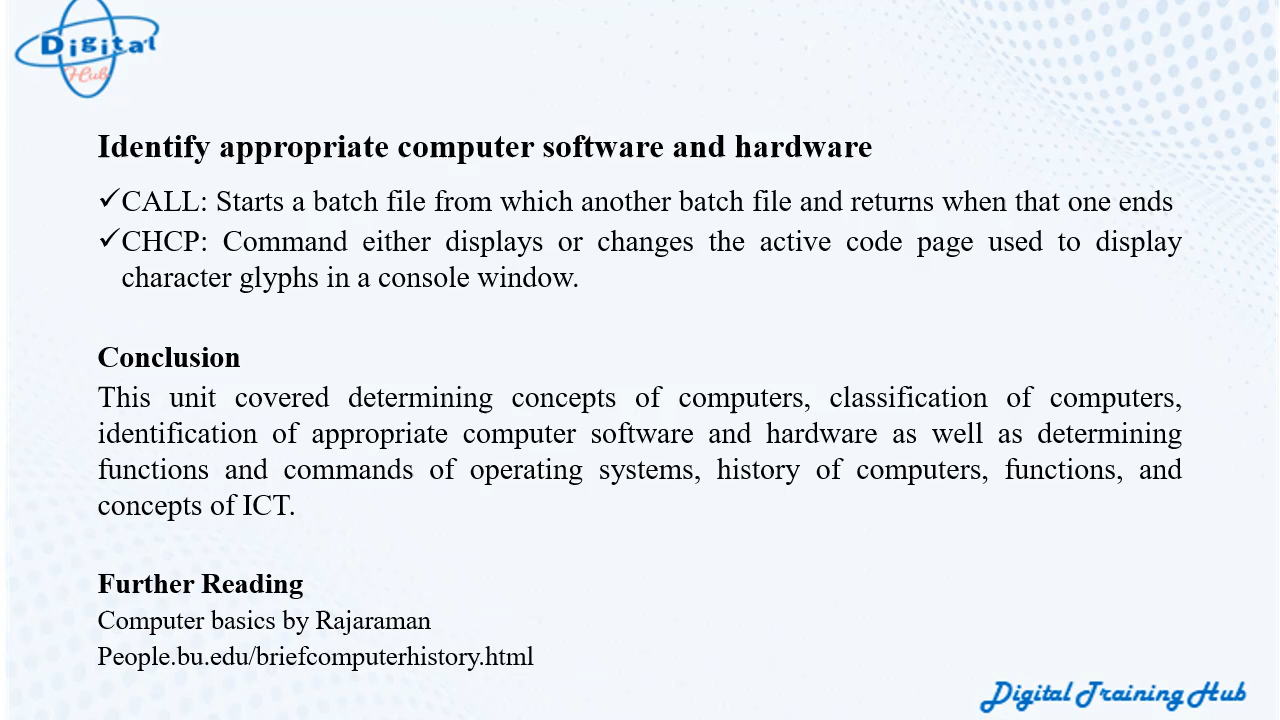 Digital
Hub
Identify appropriate computer software and hardware
✓CALL: Starts a batch file from which another batch file and returns when that one ends
✓CHCP: Command either displays or changes the active code page used to display
character glyphs in a console window.
Conclusion
This unit covered determining concepts of computers, classification of computers,
identification of appropriate computer software and hardware as well as determining
functions and commands of operating systems, history of computers, functions, and
concepts of ICT.
Further Reading
Computer basics by Rajaraman
People.bu.edu/briefcomputerhistory.html
Digital Training Hub